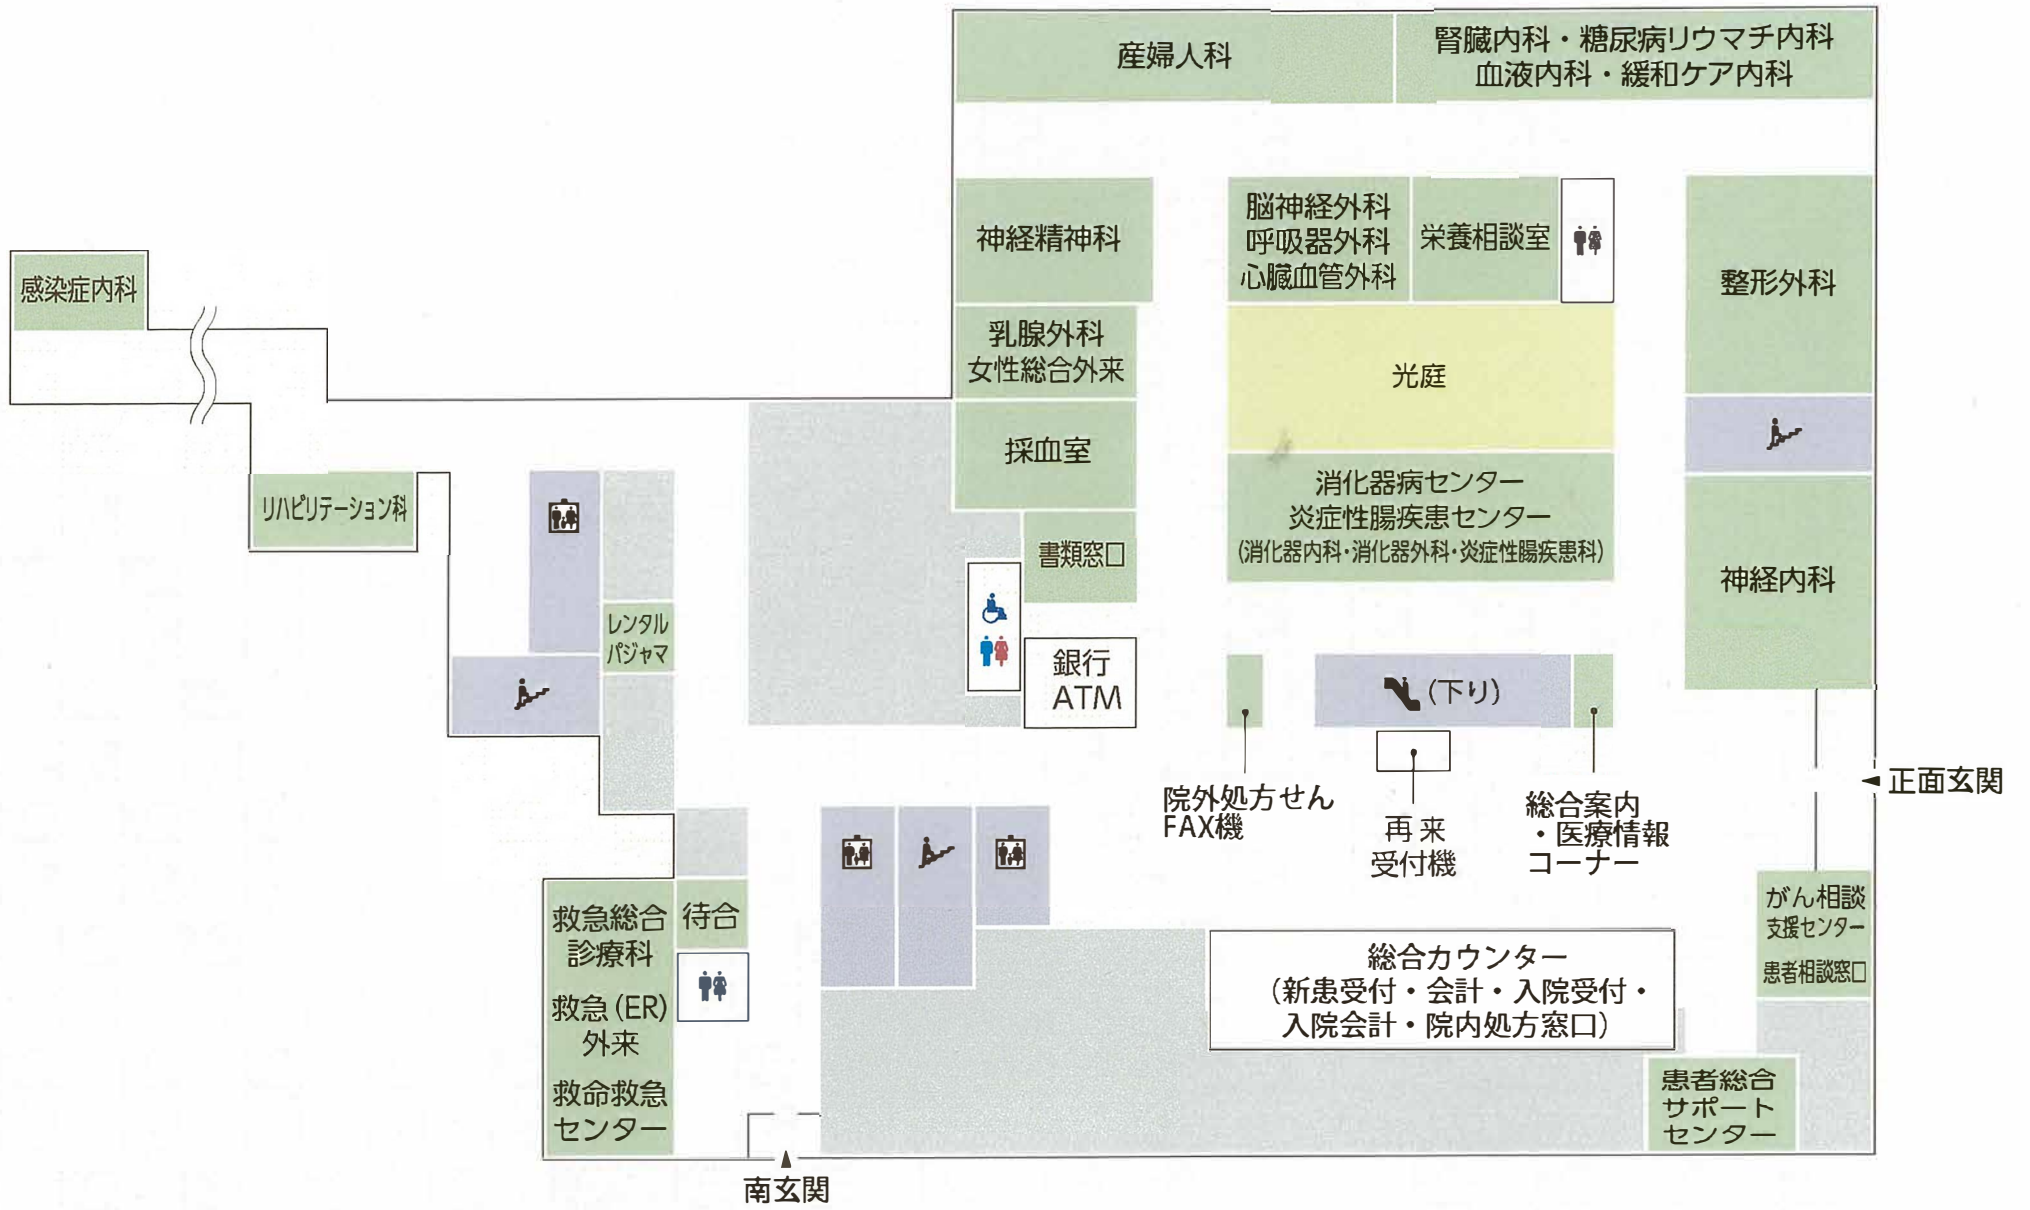 産婦人科
腎臓内科・糖尿病リウマチ内科
血液内科・緩和ケア内科
神経精神科
脳神経外科
呼吸器外科
心臓血管外科
栄養相談室
整形外科
感染症内科
乳腺外科
女性総合外来
光庭
採血室
消化器病センター
炎症性腸疾患センター
(消化器内科・消化器外科・炎症性腸疾患科)
リハビリテーション科
書類窓口
神経内科
レンタル
パジャマ
銀行
ATM
(下り)
正面玄関
院外処方せん
FAX機
再来
受付機
総合案内
・医療情報
コーナー
がん相談
支援センター
患者相談窓口
救急総合
診療科
待合
救急(ER)
外来
救命救急
センター
総合カウンター
(新患受付・会計・入院受付・
入院会計・院内処方窓口)
患者総合
サポート
センター
南玄関